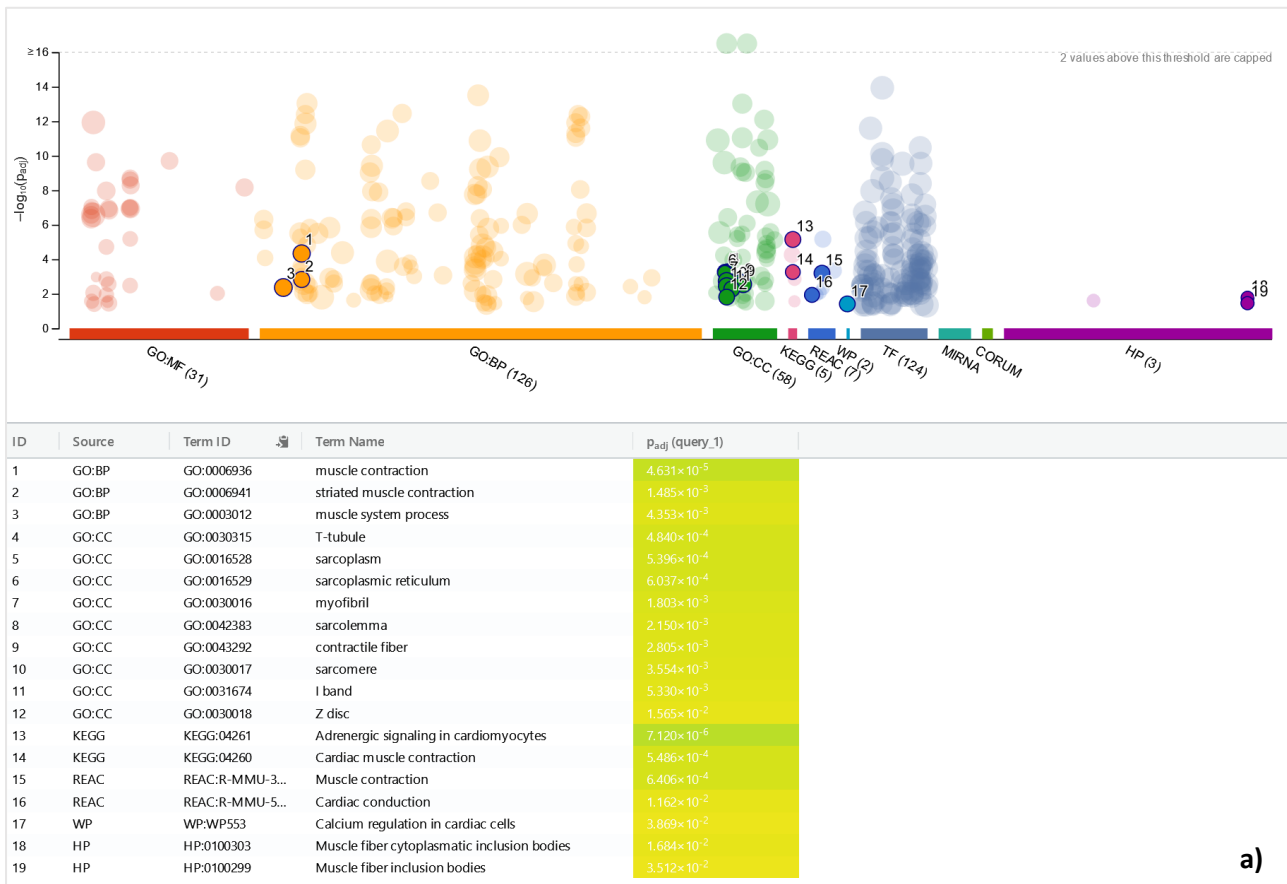 ≥16
2 values above this threshold are capped
14
12
10
8
6
4
2
0
-log10(padj)
1
2
3
6
9
12
13
14
15
16
17
18
19
GO:MF (31)
GO:BP (126)
GO:CC (58)
KEGG (5)
REAC (7)
WP (2)
TF (124)
MIRNA
CORUM
HP (3)
ID Source Term ID Term Name padj (query_1)
1 GO:BP GO:0006936 muscle contraction 4.631×10-5
2 GO:BP GO:0006941 striated muscle contraction 1.485×10-3
3 GO:BP GO:0003012 muscle system process 4.353×10-3
4 GO:CC GO:0030315 T-tubule 4.840×10-4
5 GO:CC GO:0016528 sarcoplasm 5.396×10-4
6 GO:CC GO:0016529 sarcoplasmic reticulum 6.037×10-4
7 GO:CC GO:0030016 myofibril 1.803×10-3
8 GO:CC GO:0042383 sarcolemma 2.150×10-3
9 GO:CC GO:0043292 contractile fiber 2.805×10-3
10 GO:CC GO:0030017 sarcomere 3.554×10-3
11 GO:CC GO:0031674 I band 5.330×10-3
12 GO:CC GO:0030018 Z disc 1.565×10-2
13 KEGG KEGG:04261 Adrenergic signaling in cardiomyocytes 7.120×10-6
14 KEGG KEGG:04260 Cardiac muscle contraction 5.486×10-4
15 REAC REAC:R-MMU-3... Muscle contraction 6.406×10-4
16 REAC REAC:R-MMU-5... Cardiac conduction 1.162×10-2
17 WP WP:WP553 Calcium regulation in cardiac cells 3.869×10-2
18 HP HP:0100303 Muscle fiber cytoplasmatic inclusion bodies 1.684×10-2
19 HP HP:0100299 Muscle fiber inclusion bodies 3.512×10-2
a)